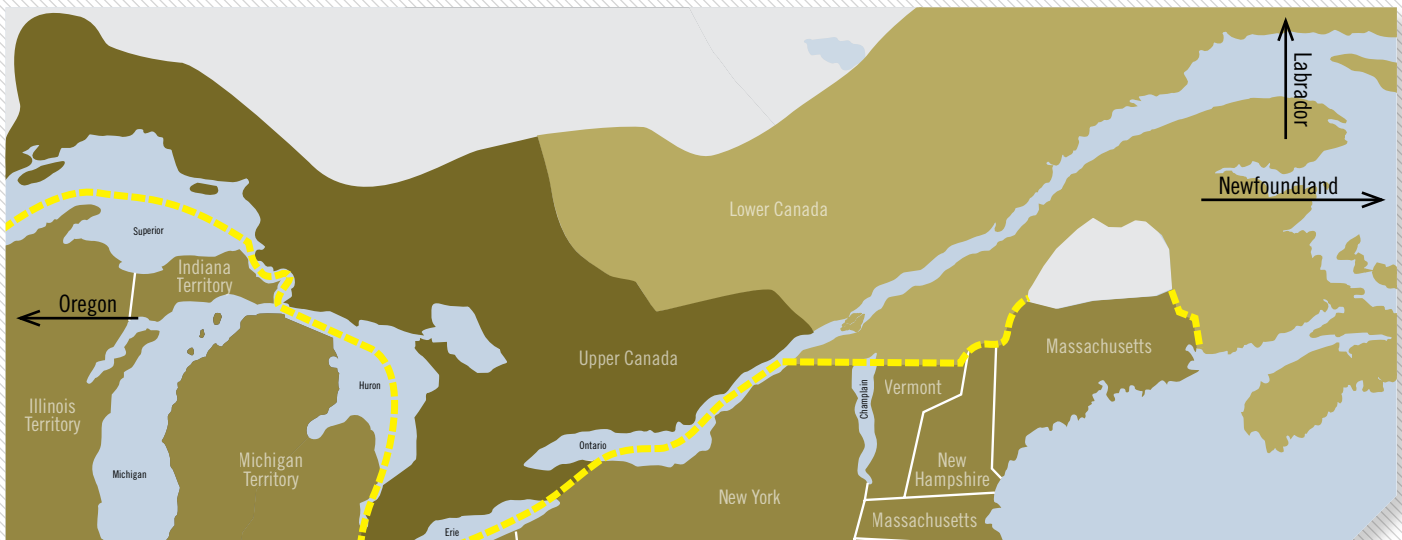 Labrador
Newfoundland
Lower Canada
Superior
Indiana
Territory
Oregon
Massachusetts
Upper Canada
Huron
Champlain
Vermont
Illinois
Territory
Ontario
Michigan
Territory
Michigan
New
Hampshire
New York
Massachusetts
Erie